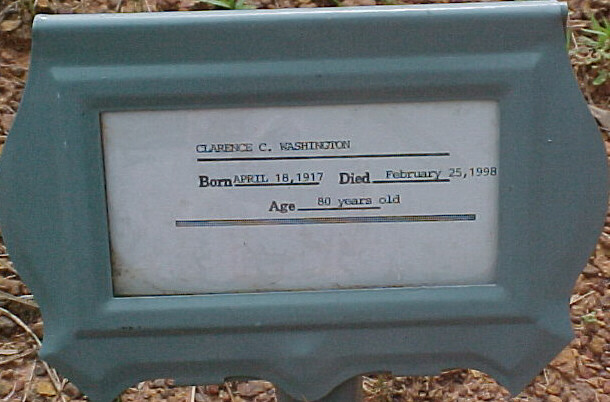 CLARENCE C. WASHINGTON
Born APRIL 18,1917 Died February 25,1998
Age 80 years old